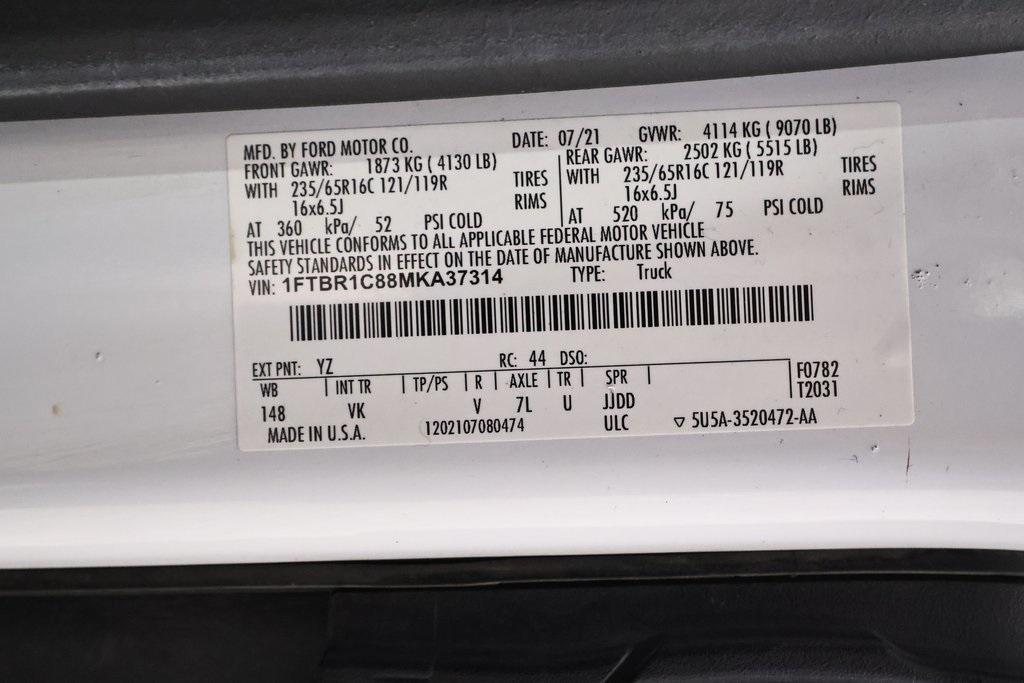 MFD. BY FORD MOTOR CO. DATE: 07/21 GVWR: 4114 KG ( 9070 LB)
FRONT GAWR: 1873 KG ( 4130 LB) REAR GAWR: 2502 KG ( 5515 LB)
WITH 235/65R16C 121/119R TIRES WITH 235/65R16C 121/119R TIRES
16x6.5J RIMS 16x6.5J RIMS
AT 360 kPa/ 52 PSI COLD AT 520 kPa/ 75 PSI COLD
THIS VEHICLE CONFORMS TO ALL APPLICABLE FEDERAL MOTOR VEHICLE
SAFETY STANDARDS IN EFFECT ON THE DATE OF MANUFACTURE SHOWN ABOVE.
VIN: 1FTBR1C88MKA37314 TYPE: Truck
EXT PNT: YZ RC: 44 DSO:
WB INT TR TP/PS R AXLE TR SPR F0782
148 VK V 7L U JJDD T2031
MADE IN U.S.A. 1202107080474 ULC ▽ 5U5A-3520472-AA